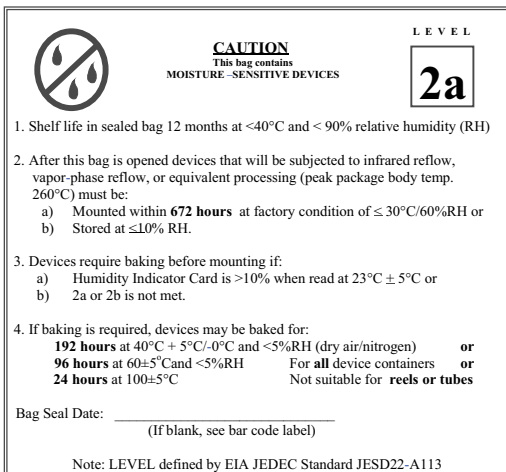 L E V E L
CAUTION
This bag contains
MOISTURE –SENSITIVE DEVICES
2a
1. Shelf life in sealed bag 12 months at <40°C and < 90% relative humidity (RH)
2. After this bag is opened devices that will be subjected to infrared reflow,
vapor-phase reflow, or equivalent processing (peak package body temp.
260°C) must be:
a) Mounted within 672 hours at factory condition of ≤ 30°C/60%RH or
b) Stored at ≤10% RH.
3. Devices require baking before mounting if:
a) Humidity Indicator Card is >10% when read at 23°C ± 5°C or
b) 2a or 2b is not met.
4. If baking is required, devices may be baked for:
192 hours at 40°C + 5°C/-0°C and <5%RH (dry air/nitrogen) or
96 hours at 60±5°Cand <5%RH For all device containers or
24 hours at 100±5°C Not suitable for reels or tubes
Bag Seal Date: ______________________________
(If blank, see bar code label)
Note: LEVEL defined by EIA JEDEC Standard JESD22-A113